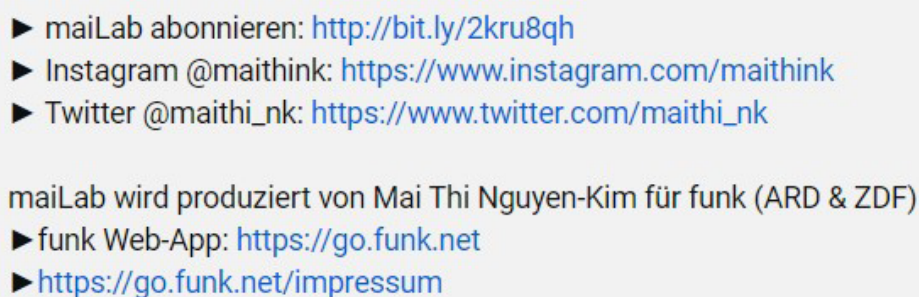 ► maiLab abonnieren: http://bit.ly/2kru8qh
► Instagram @maithink: https://www.instagram.com/maithink
► Twitter @maithi_nk: https://www.twitter.com/maithi_nk
maiLab wird produziert von Mai Thi Nguyen-Kim für funk (ARD & ZDF)
►funk Web-App: https://go.funk.net
►https://go.funk.net/impressum